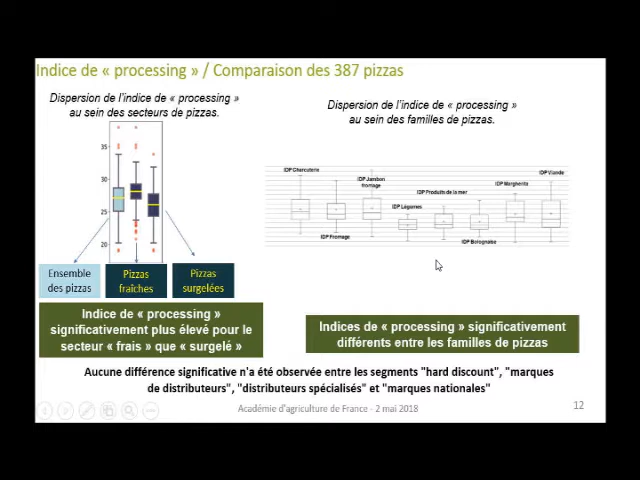 Indice de « processing » / Comparaison des 387 pizzas
Dispersion de l'indice de « processing »
au sein des secteurs de pizzas.
Dispersion de l'indice de « processing »
au sein des familles de pizzas.
35
30
25
20
IDP Charcuterie
IDP Jambon
fromage
IDP Légumes
IDP Produits de la mer
IDP Margherita
IDP Viande
IDP Fromage
IDP Bolognaise
Ensemble
des pizzas
Pizzas
fraîches
Pizzas
surgelées
Indice de « processing »
significativement plus élevé pour le
secteur « frais » que « surgelé »
Indices de « processing » significativement
différents entre les familles de pizzas
Aucune différence significative n'a été observée entre les segments "hard discount", "marques
de distributeurs", "distributeurs spécialisés" et "marques nationales"
Académie d'agriculture de France - 2 mai 2018
12